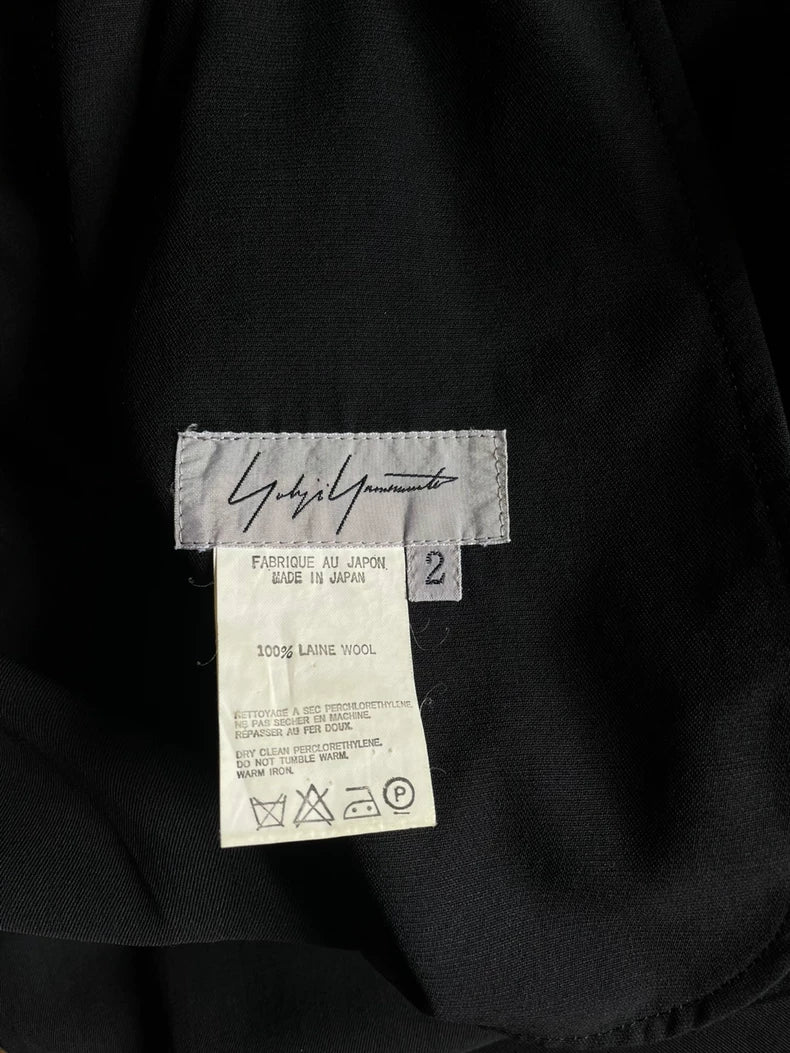 Yohji Yamamoto
2
FABRIQUE AU JAPON
MADE IN JAPAN
100% LAINE WOOL
NETTOYAGE A SEC PERCHLORETHYLENE.
NE PAS SECHER EN MACHINE.
REPASSER AU FER DOUX.
DRY CLEAN PERCLORETHYLENE.
DO NOT TUMBLE WARM.
WARM IRON.
P